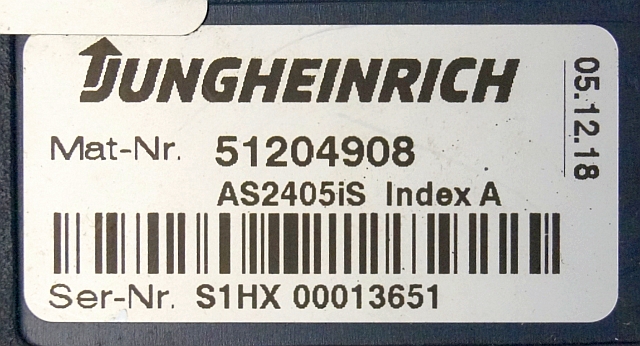 JUNGHEINRICH
Mat-Nr. 51204908
AS2405iS Index A
Ser-Nr. S1HX 00013651
05.12.18